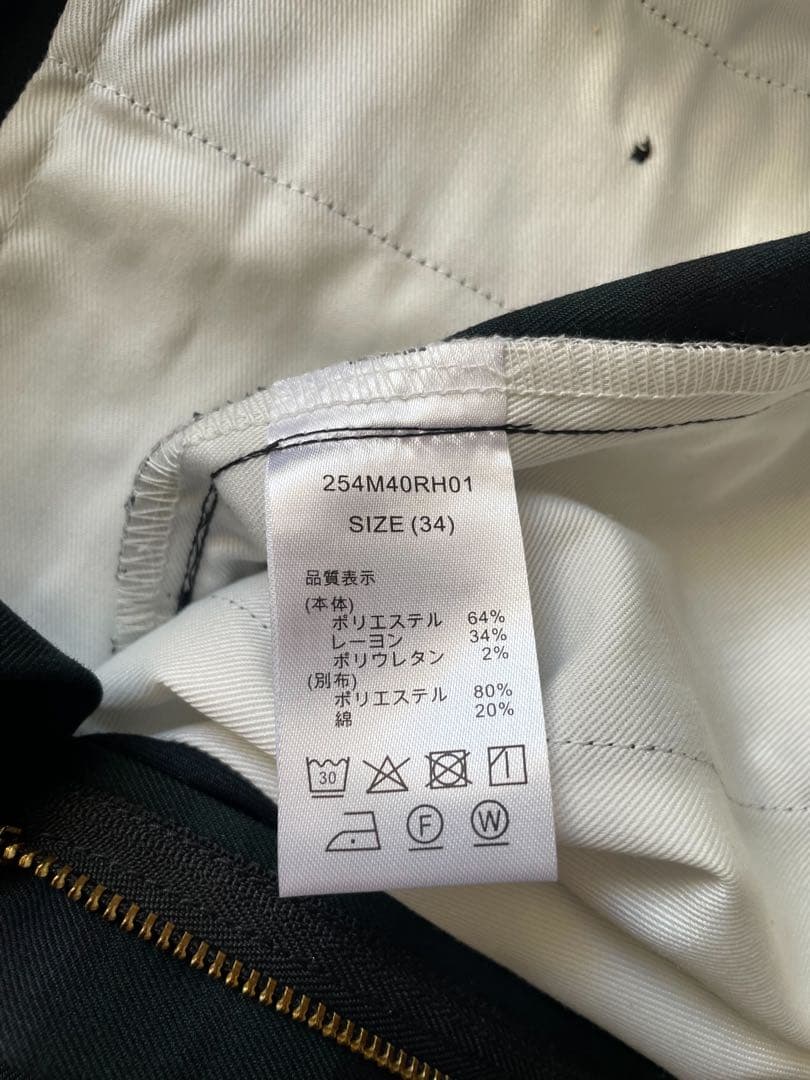 254M40RH01
SIZE (34)
品質表示
(本体)
ポリエステル 64%
レーヨン 34%
ポリウレタン 2%
(別布)
ポリエステル 80%
綿 20%
30
F W